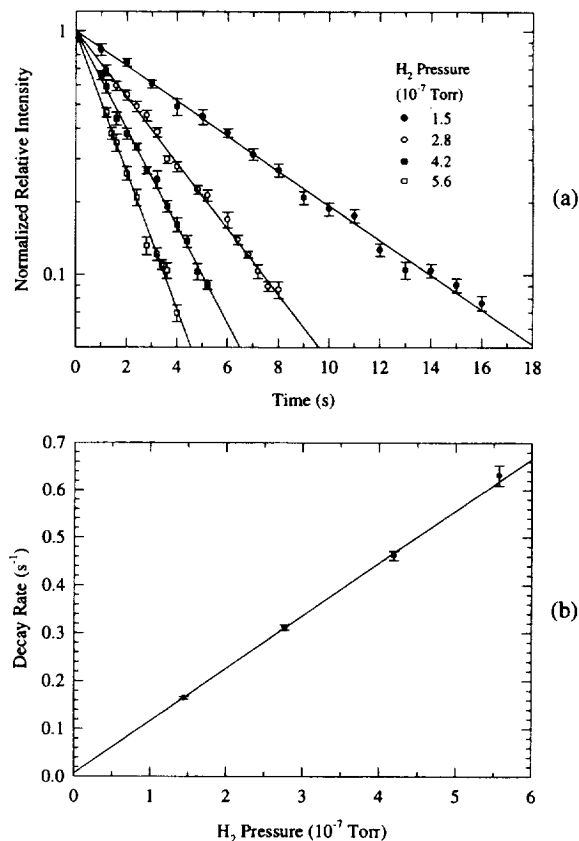 (a)
Normalized Relative Intensity
1
0.1
H₂ Pressure
(10⁻⁷ Torr)
1.5
2.8
4.2
5.6
0 2 4 6 8 10 12 14 16 18
Time (s)
(b)
Decay Rate (s⁻¹)
0.7
0.6
0.5
0.4
0.3
0.2
0.1
0.0
0 1 2 3 4 5 6
H₂ Pressure (10⁻⁷ Torr)